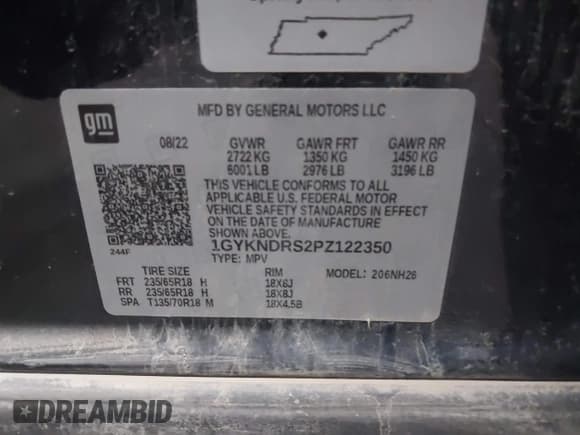 gm
MFD BY GENERAL MOTORS LLC
08/22 GVWR GAWR FRT GAWR RR
2722 KG 1350 KG 1450 KG
6001 LB 2976 LB 3196 LB
THIS VEHICLE CONFORMS TO ALL
APPLICABLE U.S. FEDERAL MOTOR
VEHICLE SAFETY STANDARDS IN EFFECT
ON THE DATE OF MANUFACTURE
SHOWN ABOVE.
1GYKNDRS2PZ122350
244F
TYPE: MPV
TIRE SIZE RIM MODEL: 206NH26
FRT 235/65R18 H 18X8J
RR 235/65R18 H 18X8J
SPA T135/70R18 M 18X4.5B
DREAMBID